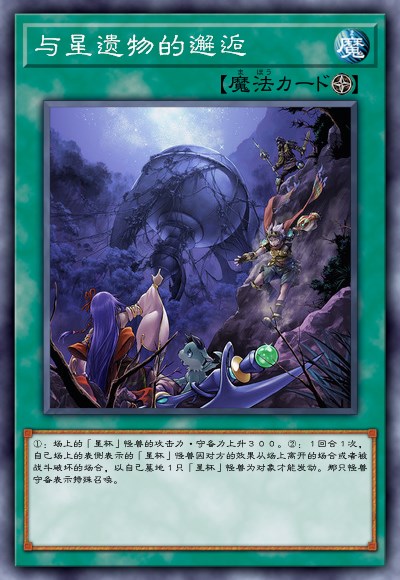 与星遗物的邂逅
魔
【魔法カード】
まほう
①：场上的「星杯」怪兽的攻击力·守备力上升３００。②：１回合１次，
自己场上的表侧表示的「星杯」怪兽因对方的效果从场上离开的场合或者被
战斗破坏的场合，以自己墓地１只「星杯」怪兽为对象才能发动。那只怪兽
守备表示特殊召唤。